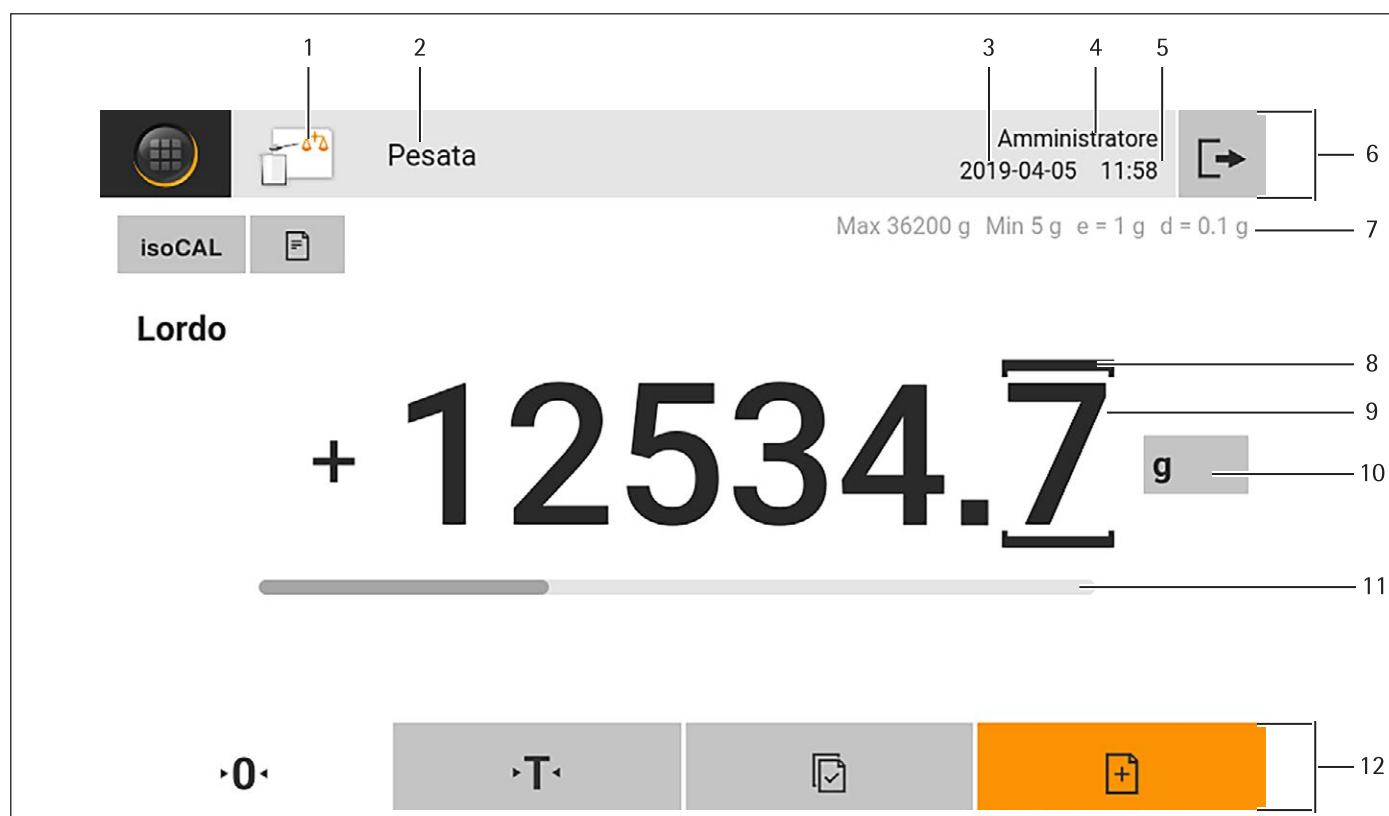 1 2 3 4 5
Pesata
Amministratore
2019-04-05 11:58
6
isoCAL
Max 36200 g Min 5 g e = 1 g d = 0.1 g
7
Lordo
8
+ 12534.7
9
g
10
11
0
T
12